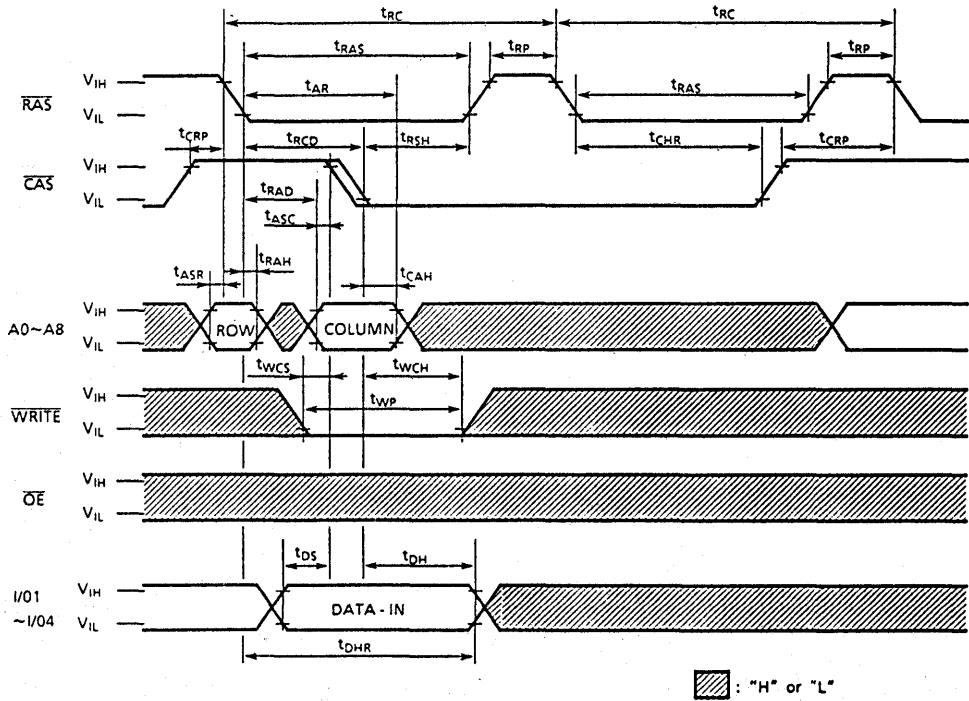 tRC tRC
tRAS tRP tRAS tRP
tAR
RAS VIH
VIL
tCRP tRCD tRSH tCHR tCRP
CAS VIH
VIL
tRAD
tASC
tASR tRAH tCAH
A0~A8 VIH
VIL
ROW COLUMN
tWCS tWCH
WRITE VIH
VIL
tWP
OE VIH
VIL
tDS tDH
I/01
~I/04
VIH
VIL
DATA - IN
tDHR
: "H" or "L"